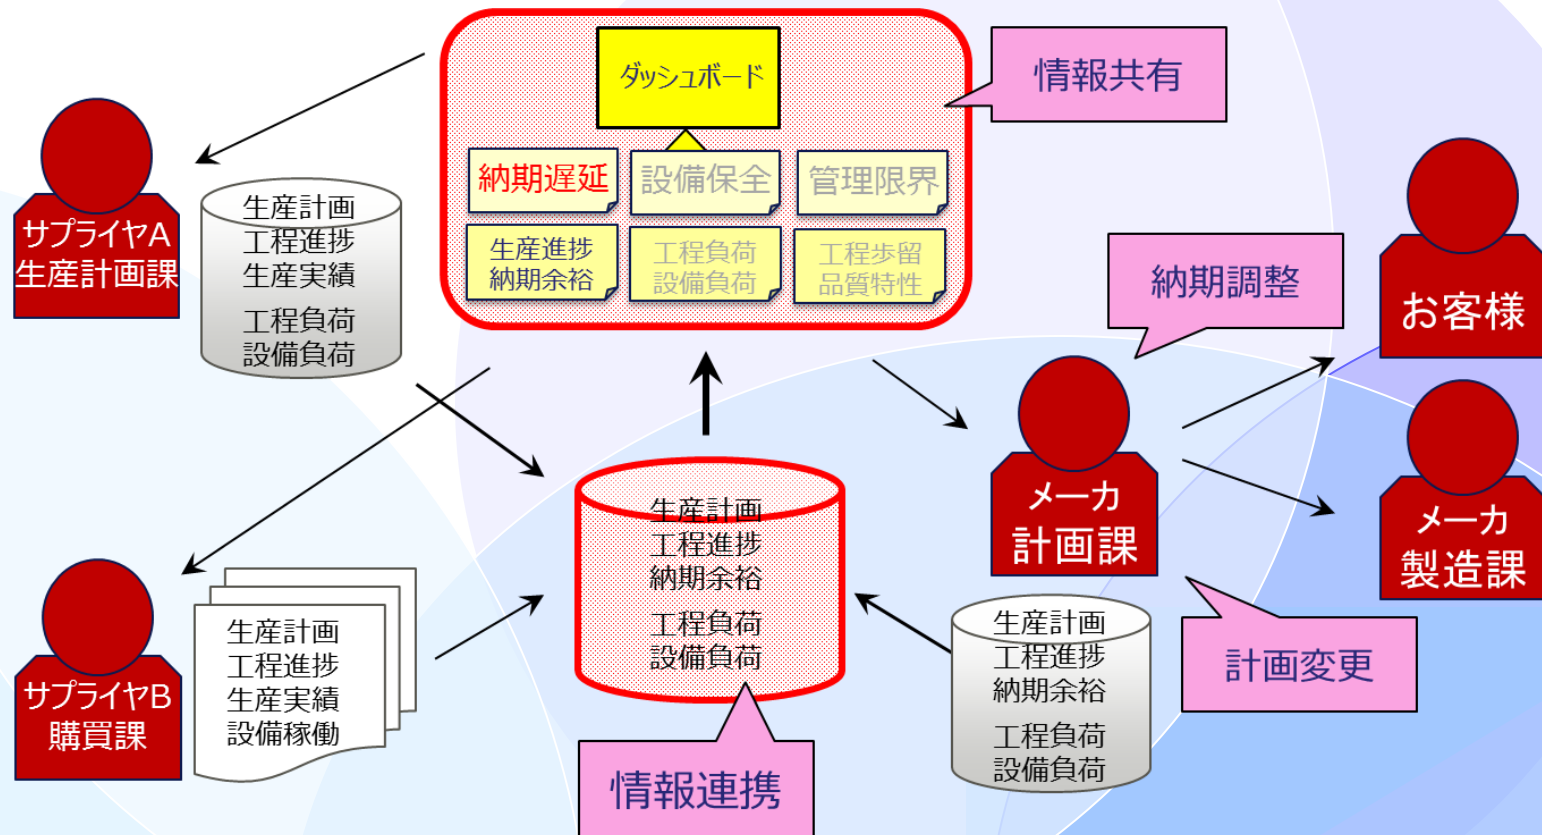 ダッシュボード
情報共有
納期遅延
設備保全
管理限界
生産進捗
納期余裕
工程負荷
設備負荷
工程歩留
品質特性
サプライヤA
生産計画課
生産計画
工程進捗
生産実績
工程負荷
設備負荷
納期調整
お客様
メーカ
計画課
メーカ
製造課
生産計画
工程進捗
納期余裕
工程負荷
設備負荷
サプライヤB
購買課
生産計画
工程進捗
生産実績
設備稼働
生産計画
工程進捗
納期余裕
工程負荷
設備負荷
計画変更
情報連携